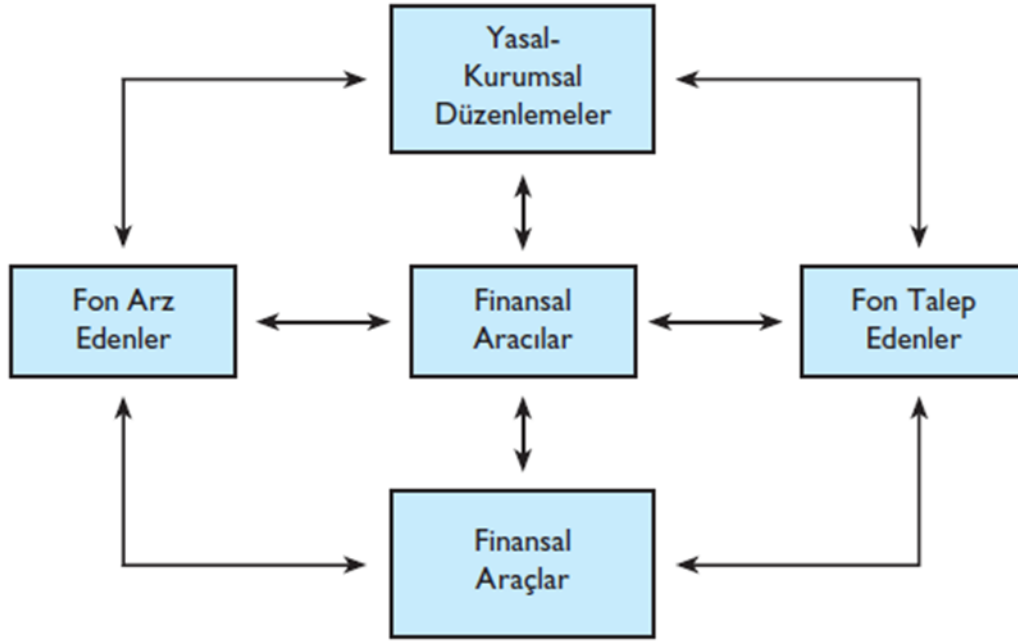 Yasal-
Kurumsal
Düzenlemeler
Fon Arz
Edenler
Finansal
Aracılar
Fon Talep
Edenler
Finansal
Araçlar